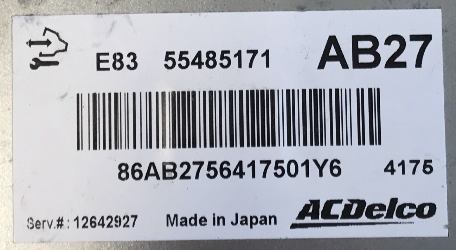 E83 55485171 AB27
86AB2756417501Y6 4175
Serv.#: 12642927 Made in Japan ACDelco